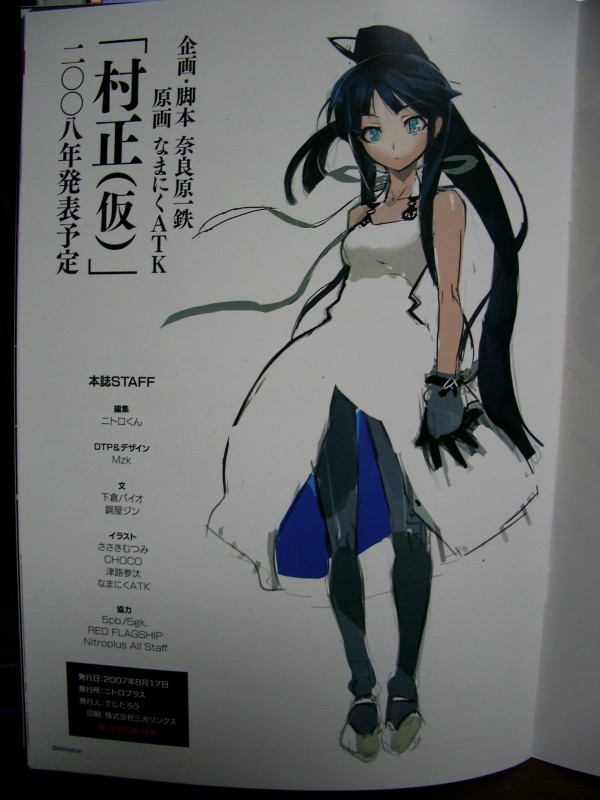 企画・脚本 奈良原一鉄
原画 なまにくATK
「村正(仮)」
二〇〇八年発表予定
本誌STAFF
編集
ニトロくん
DTP&デザイン
Mzk
文
下倉バイオ
鋼屋ジン
イラスト
ささきむつみ
CHOCO
津路参汰
なまにくATK
協力
5pb./5gk.
RED FLAGSHIP
Nitroplus All Staff
発行日:2007年8月17日
発行所:ニトロプラス
発行人:でじたろう
印刷:株式会社三光リンクス
©Nitroplus